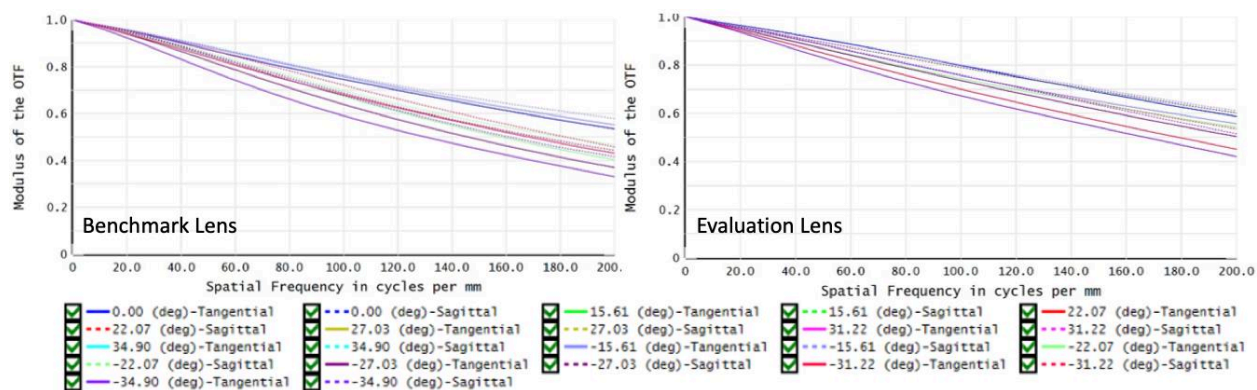 1.0
0.8
0.6
0.4
0.2
0
Modulus of the OTF
Benchmark Lens
0 20.0 40.0 60.0 80.0 100.0 120.0 140.0 160.0 180.0 200.
Spatial Frequency in cycles per mm
1.0
0.8
0.6
0.4
0.2
0
Modulus of the OTF
Evaluation Lens
0 20.0 40.0 60.0 80.0 100.0 120.0 140.0 160.0 180.0 200.0
Spatial Frequency in cycles per mm
0.00 (deg)-Tangential 0.00 (deg)-Sagittal 15.61 (deg)-Tangential 15.61 (deg)-Sagittal 22.07 (deg)-Tangential
22.07 (deg)-Sagittal 27.03 (deg)-Tangential 27.03 (deg)-Sagittal 31.22 (deg)-Tangential 31.22 (deg)-Sagittal
34.90 (deg)-Tangential 34.90 (deg)-Sagittal -15.61 (deg)-Tangential -15.61 (deg)-Sagittal -22.07 (deg)-Tangential
-22.07 (deg)-Sagittal -27.03 (deg)-Tangential -27.03 (deg)-Sagittal -31.22 (deg)-Tangential -31.22 (deg)-Sagittal
-34.90 (deg)-Tangential -34.90 (deg)-Sagittal